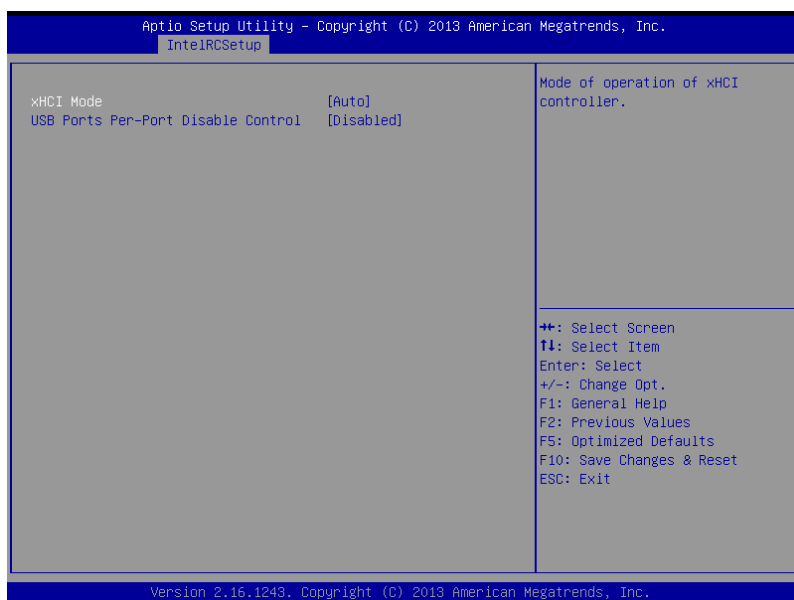 Aptio Setup Utility – Copyright (C) 2013 American Megatrends, Inc.
IntelRCSetup
xHCI Mode [Auto]
USB Ports Per-Port Disable Control [Disabled]
Mode of operation of xHCI
controller.
→←: Select Screen
↑↓: Select Item
Enter: Select
+/-: Change Opt.
F1: General Help
F2: Previous Values
F5: Optimized Defaults
F10: Save Changes & Reset
ESC: Exit
Version 2.16.1243. Copyright (C) 2013 American Megatrends, Inc.